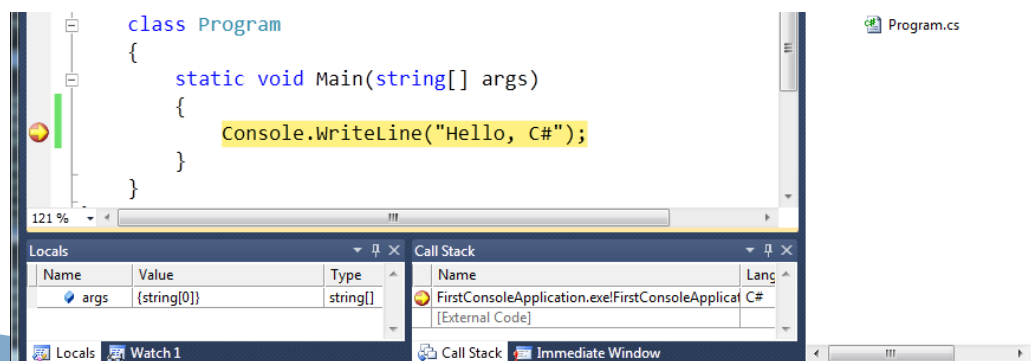 class Program
Program.cs
{
static void Main(string[] args)
{
Console.WriteLine("Hello, C#");
}
}
121 %
Locals
Name Value Type
args {string[0]} string[]
Locals Watch 1
Call Stack
Name Lang
FirstConsoleApplication.exe!FirstConsoleApplicat C#
[External Code]
Call Stack Immediate Window